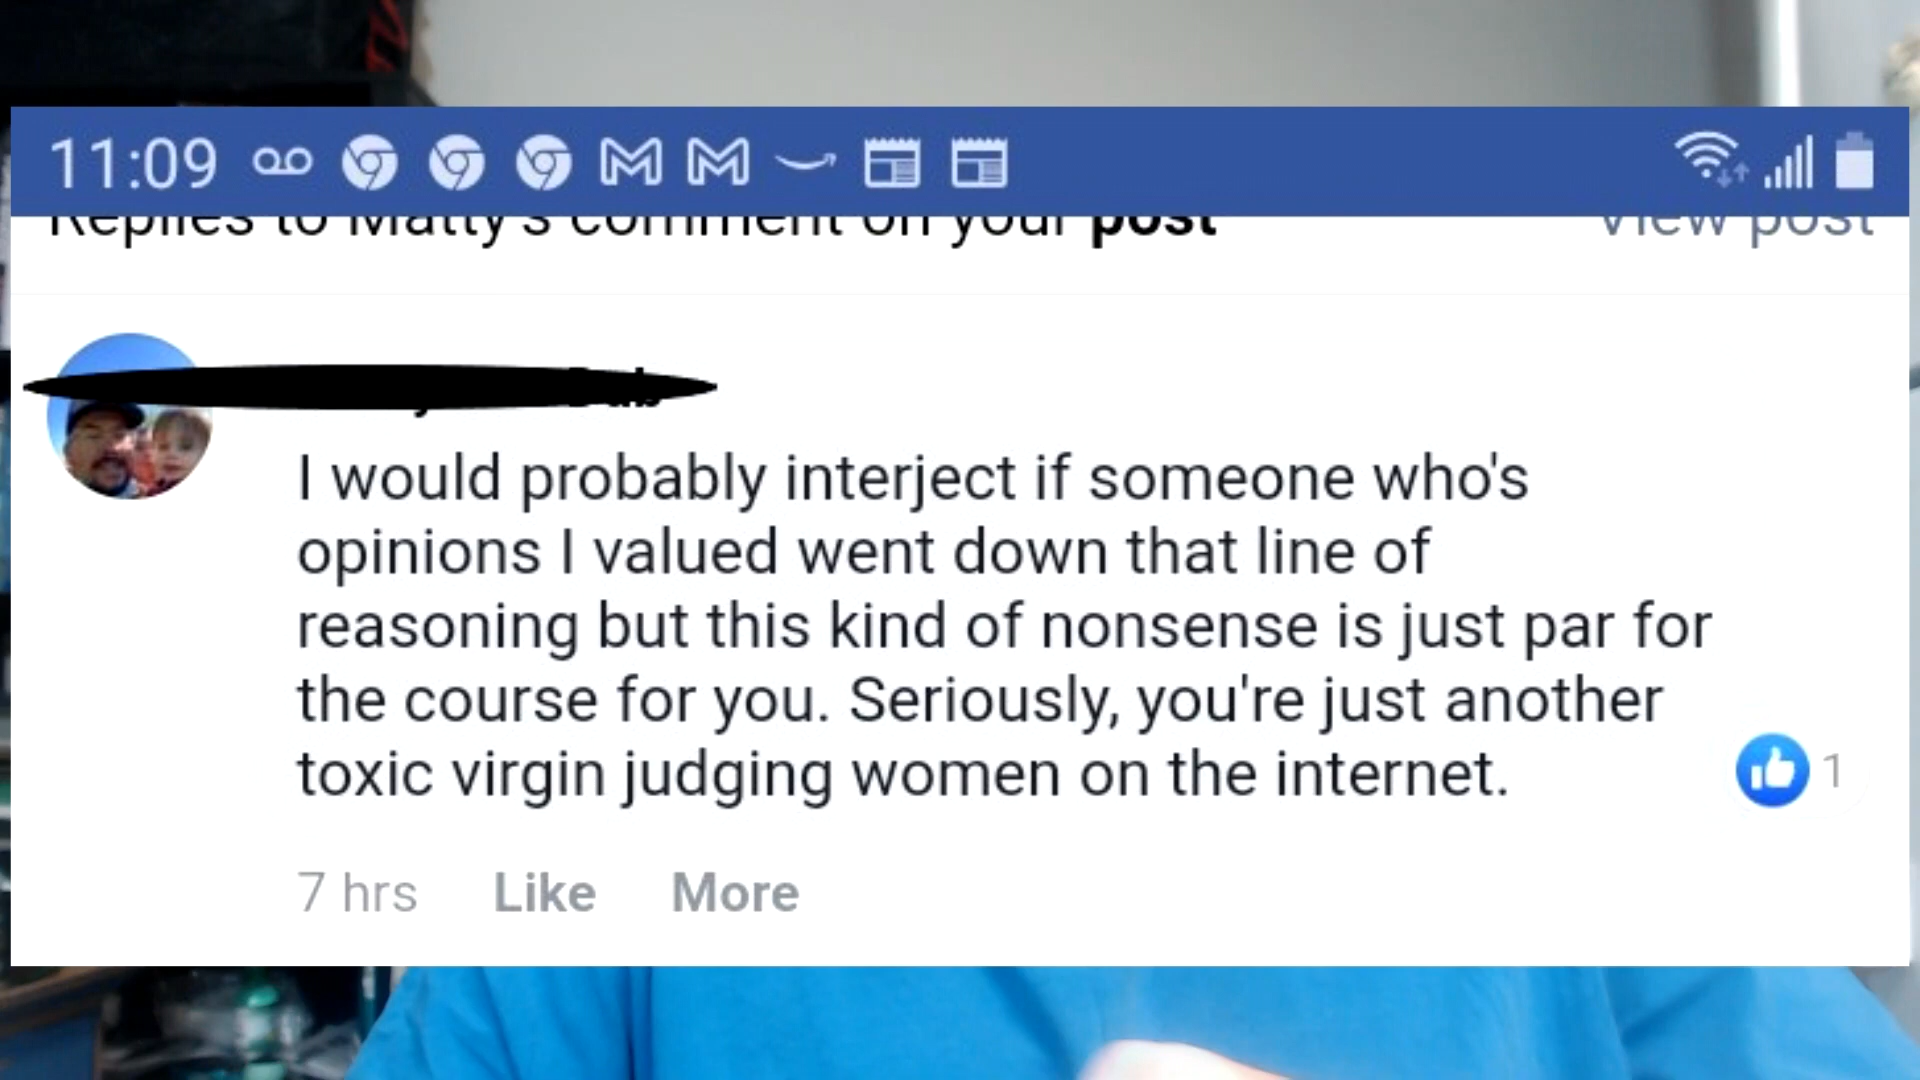 11:09
Replies to Matty's comment on your post
View post
I would probably interject if someone who's
opinions I valued went down that line of
reasoning but this kind of nonsense is just par for
the course for you. Seriously, you're just another
toxic virgin judging women on the internet.
1
7 hrs
Like
More